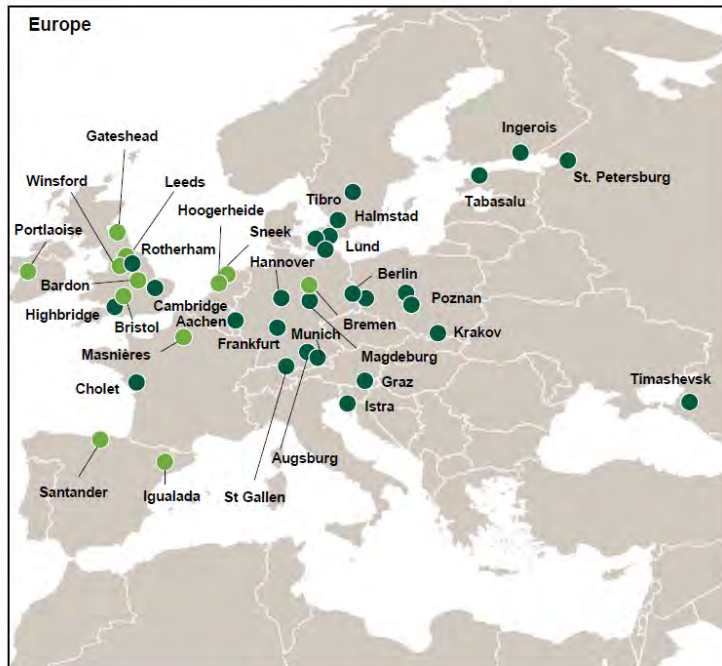 Europe
Gateshead
Ingerois
Winsford
Leeds
St. Petersburg
Hoogerheide
Tibro
Tabasalu
Portlaoise
Halmstad
Sneek
Rotherham
Lund
Hannover
Bardon
Berlin
Cambridge
Poznan
Highbridge
Bristol
Aachen
Bremen
Krakov
Frankfurt
Munich
Masnières
Magdeburg
Timashevsk
Cholet
Graz
Istra
Augsburg
Santander
Igualada
St Gallen